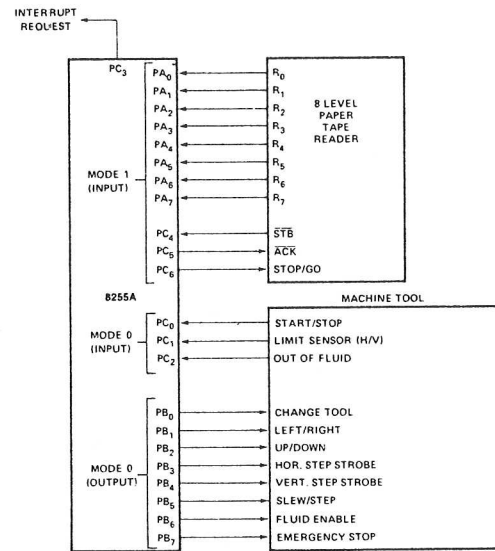 INTERRUPT
REQUEST
PC3
PA0 R0
PA1 R1
PA2 R2
PA3 R3
PA4 R4
PA5 R5
PA6 R6
PA7 R7
8 LEVEL
PAPER
TAPE
READER
MODE 1
(INPUT)
PC4 STB
PC5 ACK
PC6 STOP/GO
8255A
MACHINE TOOL
MODE 0
(INPUT)
PC0 START/STOP
PC1 LIMIT SENSOR (H/V)
PC2 OUT OF FLUID
MODE 0
(OUTPUT)
PB0 CHANGE TOOL
PB1 LEFT/RIGHT
PB2 UP/DOWN
PB3 HOR. STEP STROBE
PB4 VERT. STEP STROBE
PB5 SLEW/STEP
PB6 FLUID ENABLE
PB7 EMERGENCY STOP